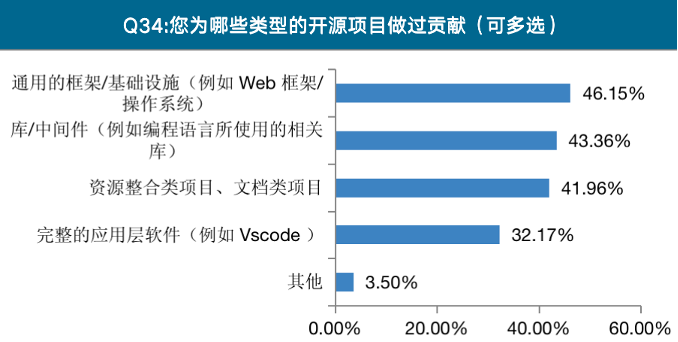 Q34:您为哪些类型的开源项目做过贡献（可多选）
通用的框架/基础设施（例如 Web 框架/
操作系统）
46.15%
库/中间件（例如编程语言所使用的相关
库）
43.36%
资源整合类项目、文档类项目
41.96%
完整的应用层软件（例如 Vscode ）
32.17%
其他
3.50%
0.00% 20.00% 40.00% 60.00%